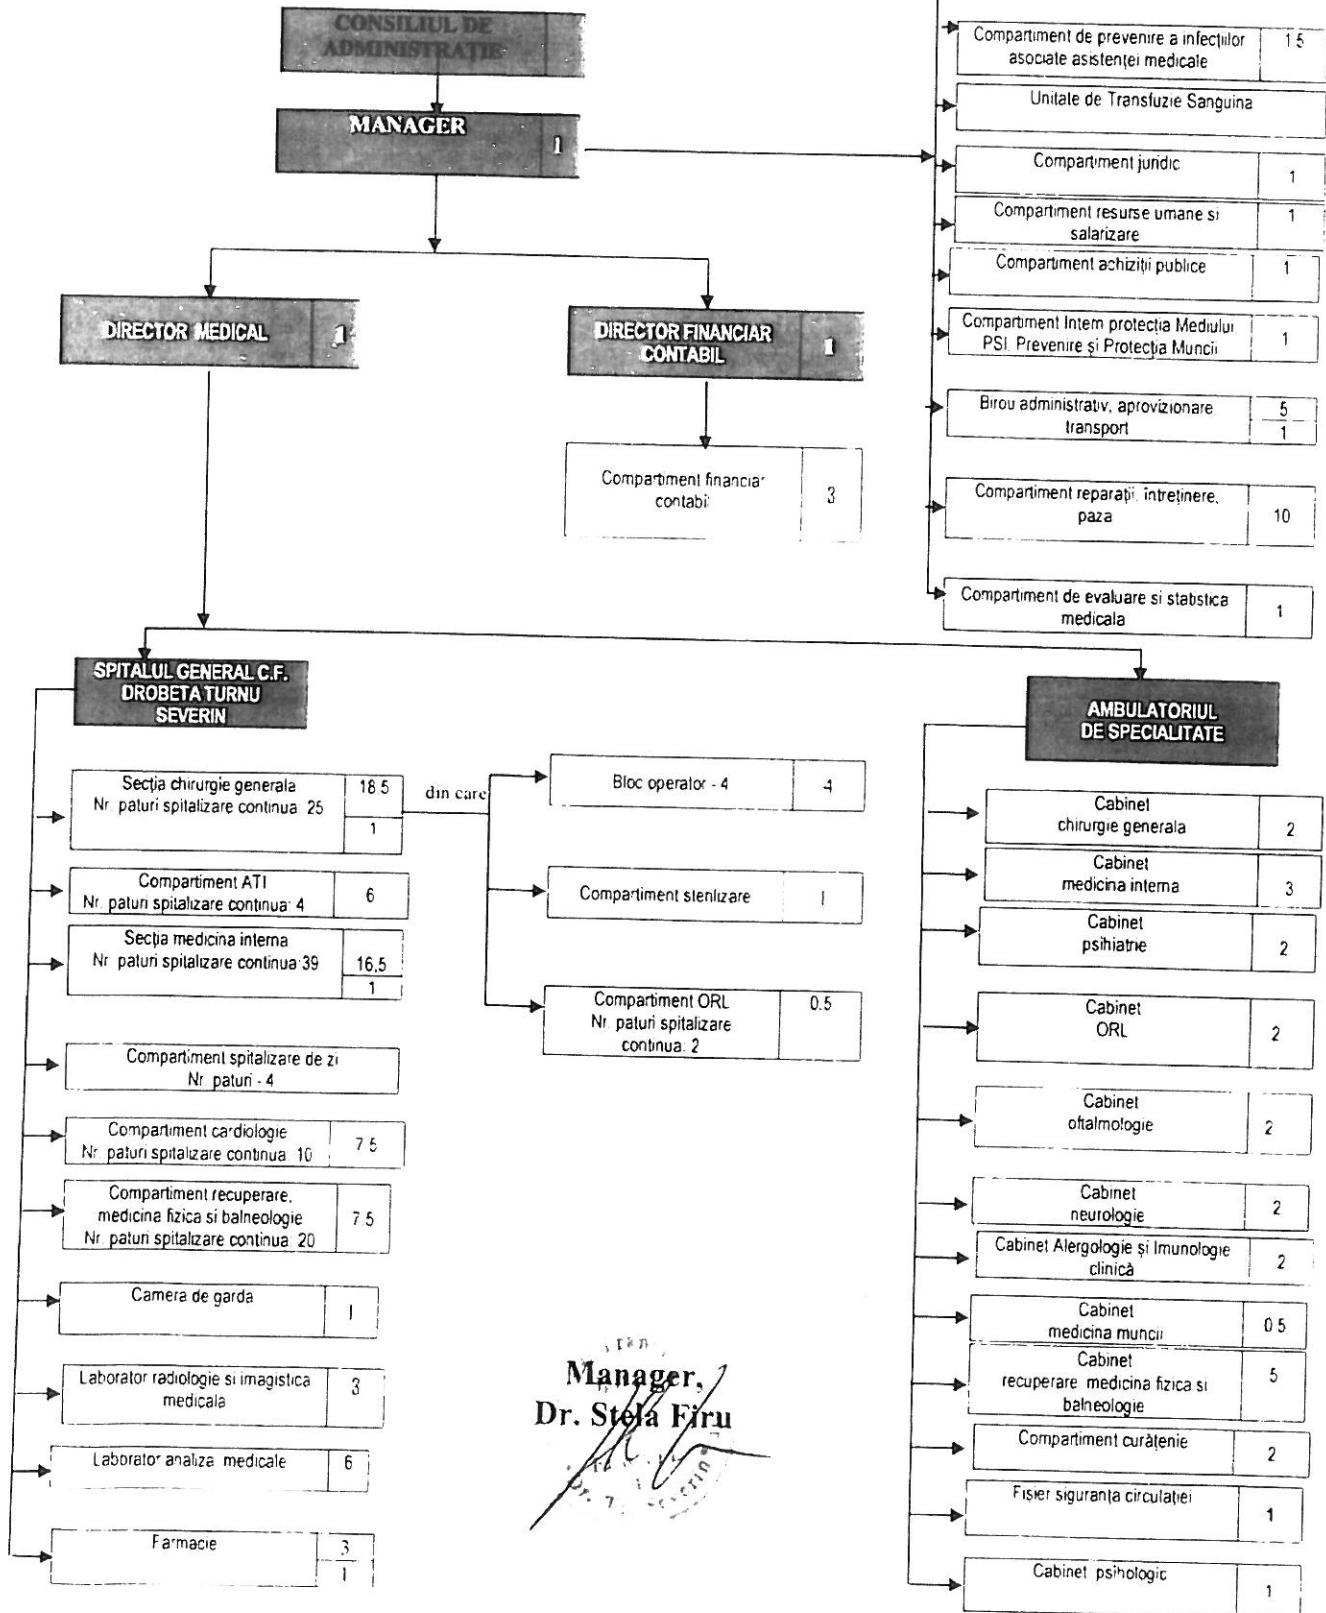 CONSILIUL DE
ADMINISTRAȚIE
MANAGER
1
DIRECTOR MEDICAL
1
DIRECTOR FINANCIAR
CONTABIL
1
Compartiment financiar
contabil
3
Compartiment de prevenire a infecțiilor
asociate asistenței medicale
1.5
Unitate de Transfuzie Sanguina
Compartiment juridic
1
Compartiment resurse umane si
salarizare
1
Compartiment achiziții publice
1
Compartiment Intern protecția Mediului
PSI. Prevenire și Protecția Muncii
1
Birou administrativ, aprovizionare
transport
5
1
Compartiment reparații, întreținere,
paza
10
Compartiment de evaluare si statistica
medicala
1
SPITALUL GENERAL C.F.
DROBETA TURNU
SEVERIN
Secția chirurgie generala
Nr. paturi spitalizare continua: 25
18.5
1
din care
Bloc operator - 4
4
Compartiment sterilizare
1
Compartiment ORL
Nr. paturi spitalizare
continua: 2
0.5
Compartiment ATI
Nr. paturi spitalizare continua: 4
6
Secția medicina interna
Nr. paturi spitalizare continua:39
16,5
1
Compartiment spitalizare de zi
Nr. paturi - 4
Compartiment cardiologie
Nr. paturi spitalizare continua: 10
7.5
Compartiment recuperare,
medicina fizica si balneologie
Nr. paturi spitalizare continua: 20
7.5
Camera de garda
1
Laborator radiologie si imagistica
medicala
3
Laborator analiza medicale
6
Farmacie
3
1
AMBULATORIUL
DE SPECIALITATE
Cabinet
chirurgie generala
2
Cabinet
medicina interna
3
Cabinet
psihiatrie
2
Cabinet
ORL
2
Cabinet
oftalmologie
2
Cabinet
neurologie
2
Cabinet Alergologie și Imunologie
clinică
2
Cabinet
medicina muncii
0.5
Cabinet
recuperare medicina fizica si
balneologie
5
Compartiment curățenie
2
Fișier siguranța circulației
1
Cabinet psihologic
1
Manager,
Dr. Stela Firu